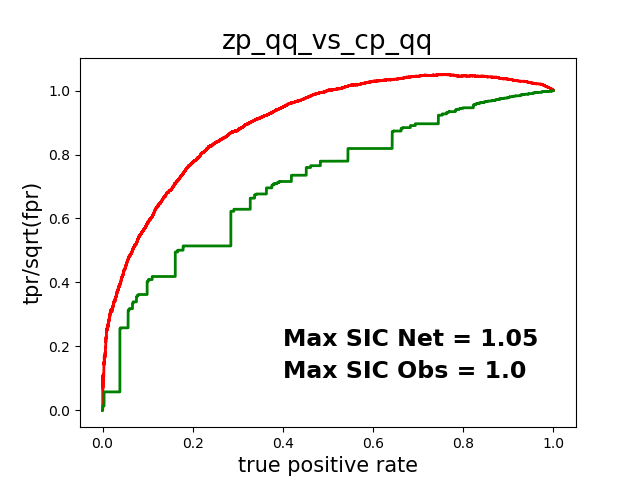 zp_qq_vs_cp_qq
tpr/sqrt(fpr)
1.0
0.8
0.6
0.4
0.2
0.0
Max SIC Net = 1.05
Max SIC Obs = 1.0
0.0 0.2 0.4 0.6 0.8 1.0
true positive rate